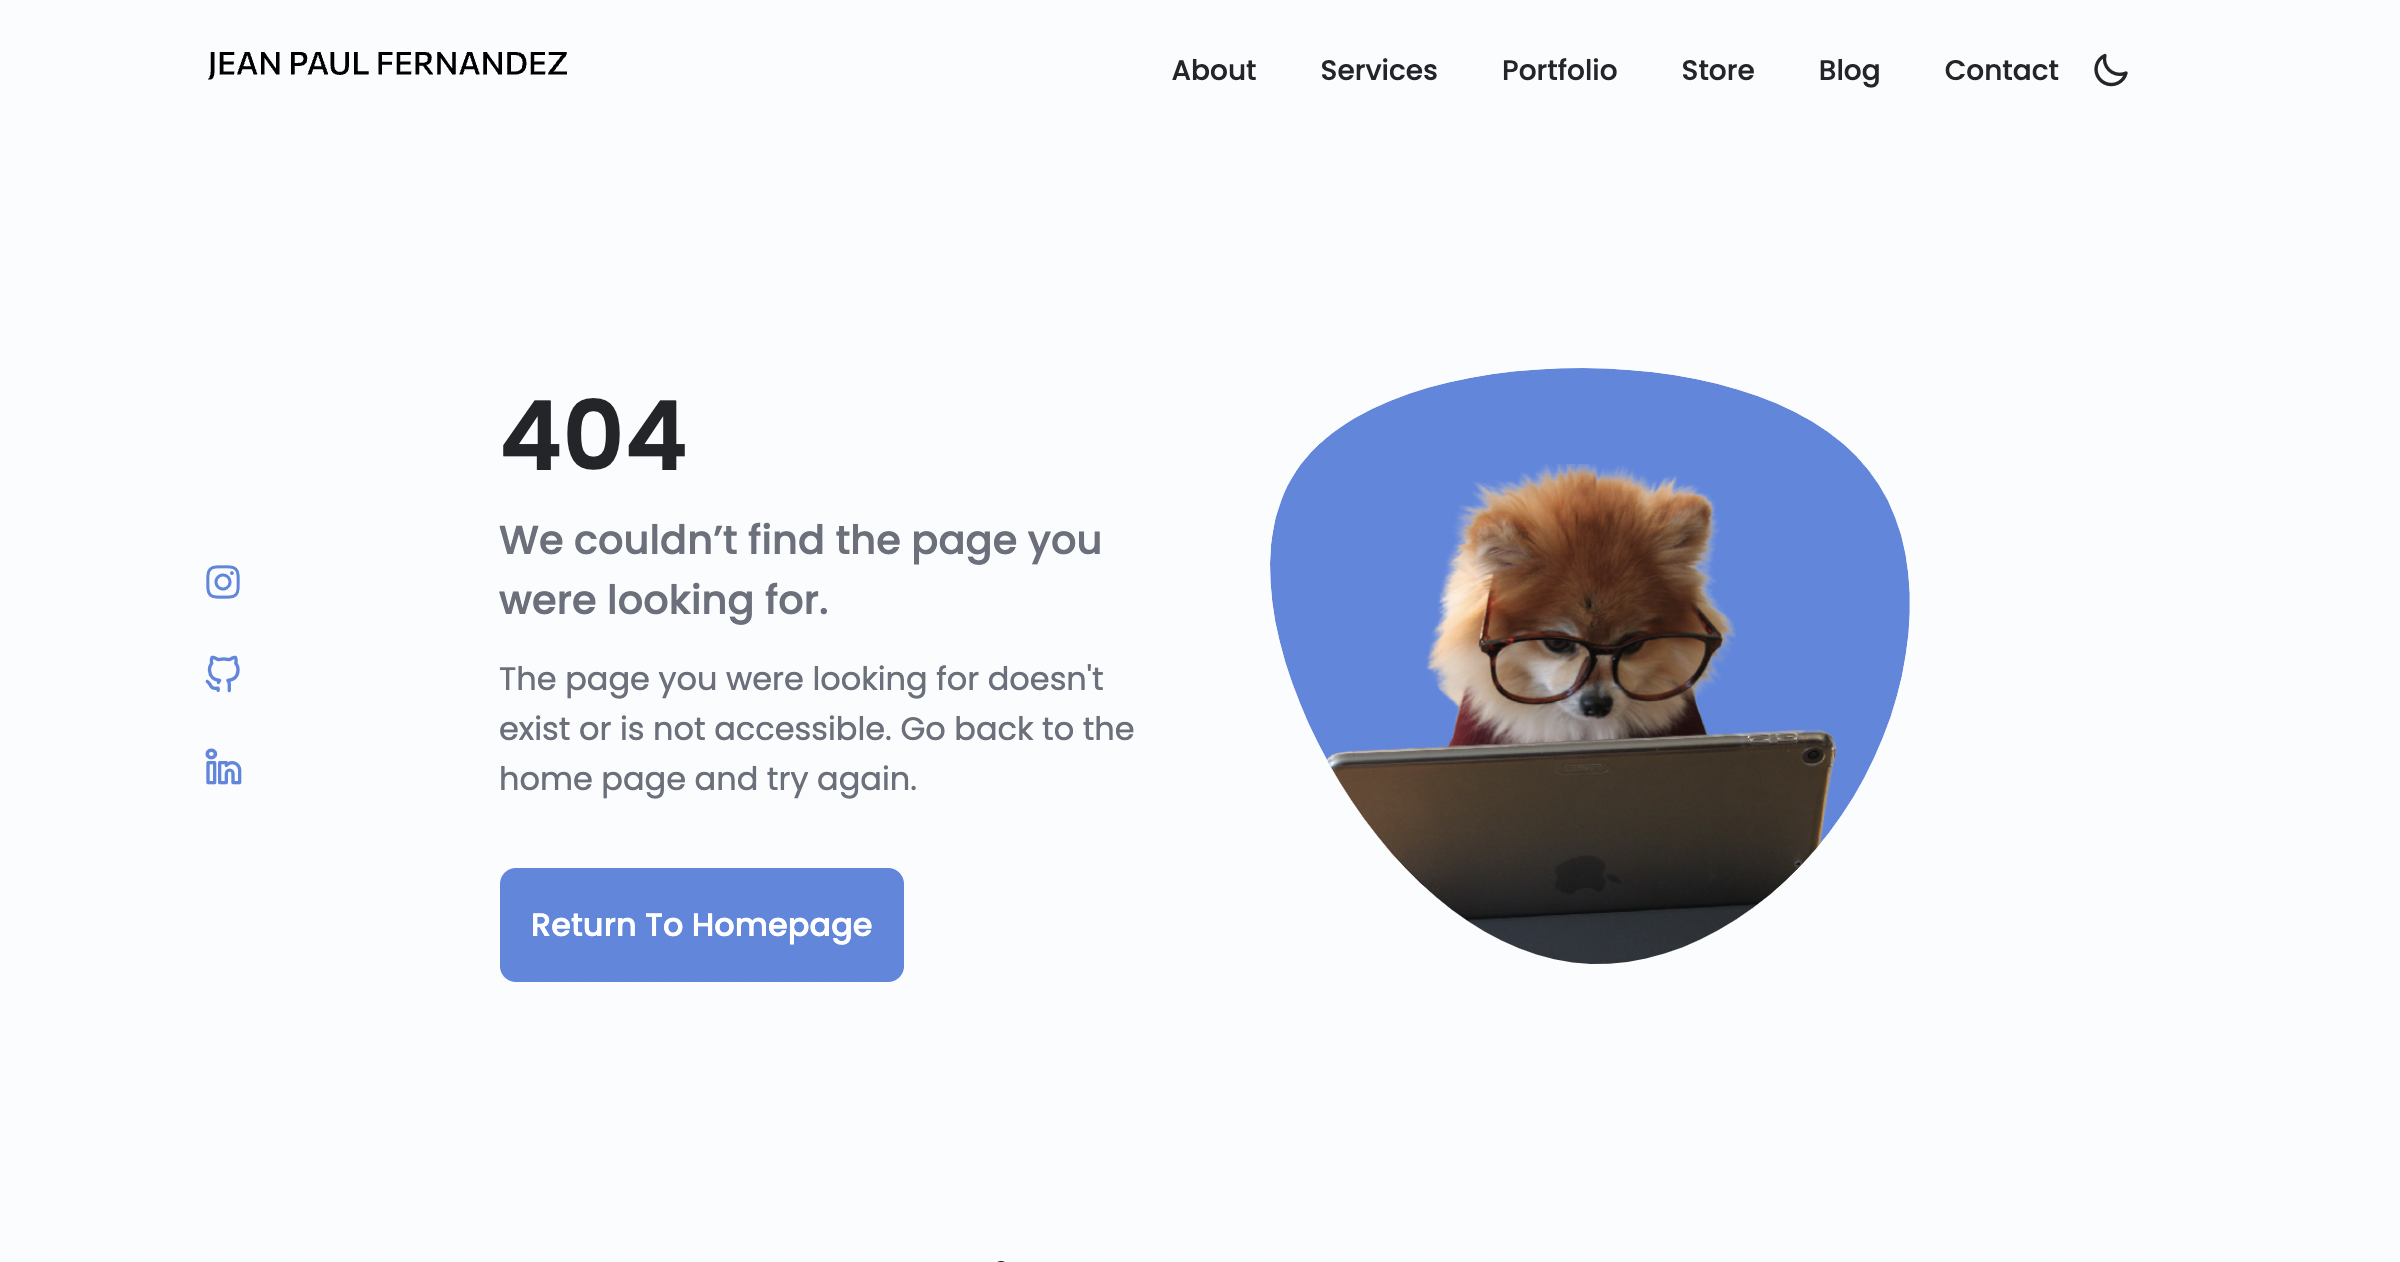 JEAN PAUL FERNANDEZ
About Services Portfolio Store Blog Contact
404
We couldn’t find the page you
were looking for.
The page you were looking for doesn't
exist or is not accessible. Go back to the
home page and try again.
Return To Homepage